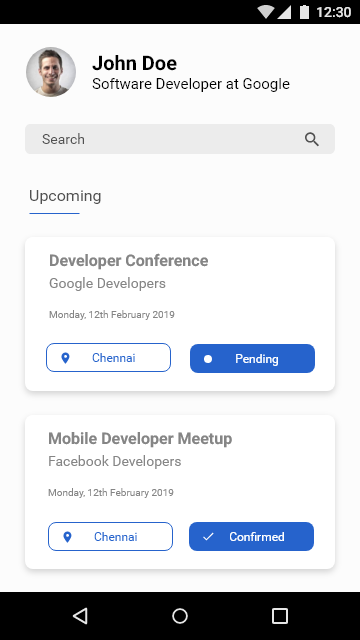 12:30
John Doe
Software Developer at Google
Search
Upcoming
Developer Conference
Google Developers
Monday, 12th February 2019
Chennai
Pending
Mobile Developer Meetup
Facebook Developers
Monday, 12th February 2019
Chennai
Confirmed